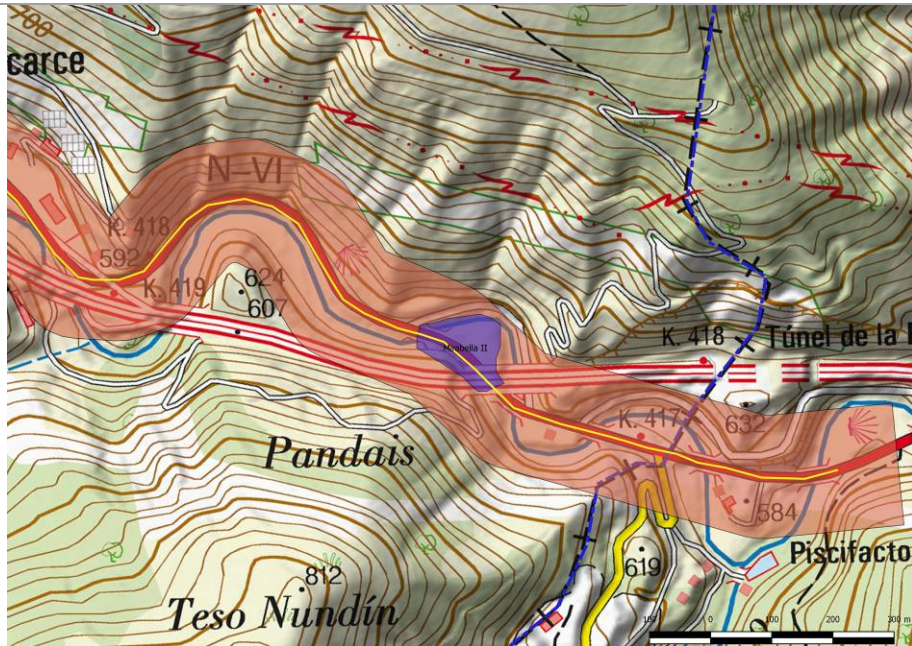 700
carce
N-VI
K. 418
592
K. 419
624
607
Mirabella II
K. 418
Túnel de la
K. 417
632
Pandais
584
Piscifacto
619
812
Teso Nundín
100
0
100
200
300 m